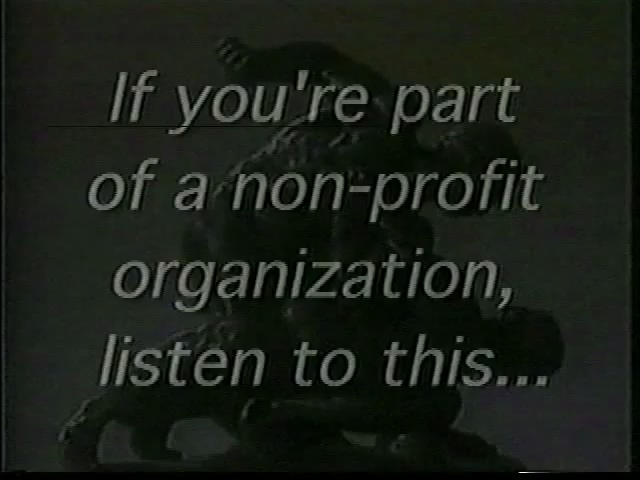 If you're part
of a non-profit
organization,
listen to this...